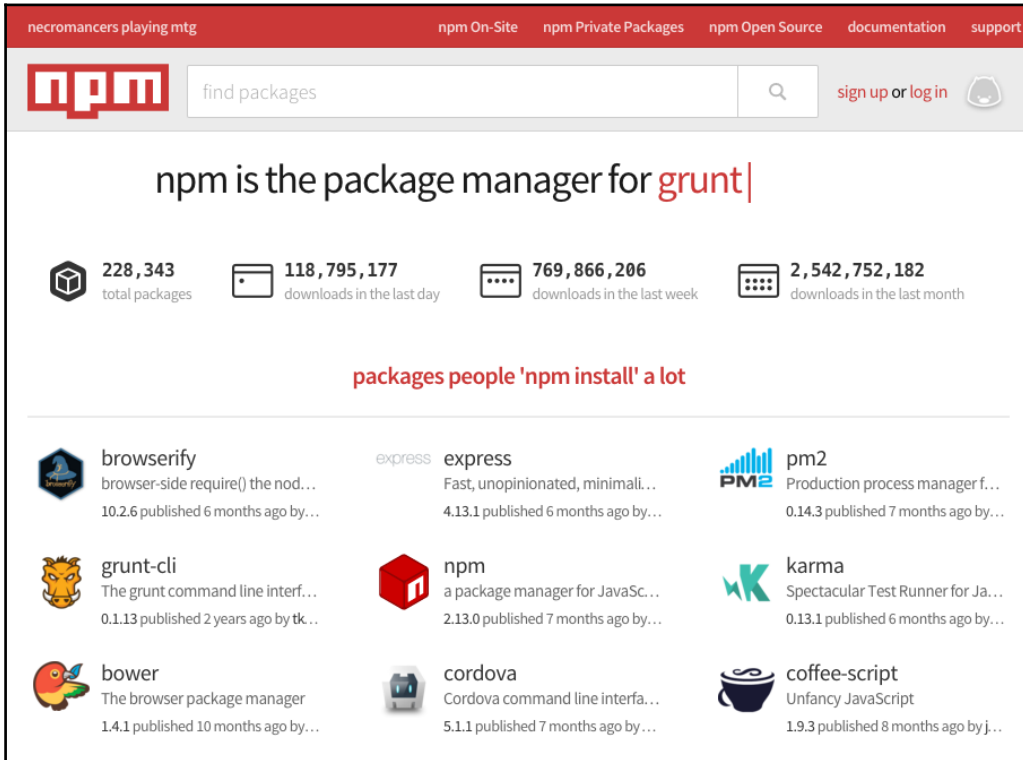 necromancers playing mtg npm On-Site npm Private Packages npm Open Source documentation support
npm find packages sign up or log in
npm is the package manager for grunt
228,343 118,795,177 769,866,206 2,542,752,182
total packages downloads in the last day downloads in the last week downloads in the last month
packages people 'npm install' a lot
browserify express express pm2
browserify browser-side require() the nod... Fast, unopinionated, minimali... PM2 Production process manager f...
10.2.6 published 6 months ago by... 4.13.1 published 6 months ago by... 0.14.3 published 7 months ago by...
grunt-cli npm karma
The grunt command line interf... n a package manager for JavaSc... K Spectacular Test Runner for Ja...
0.1.13 published 2 years ago by tk... 2.13.0 published 7 months ago by... 0.13.1 published 6 months ago by...
bower cordova coffee-script
The browser package manager Cordova command line interfa... Unfancy JavaScript
1.4.1 published 10 months ago by... 5.1.1 published 7 months ago by... 1.9.3 published 8 months ago by j...